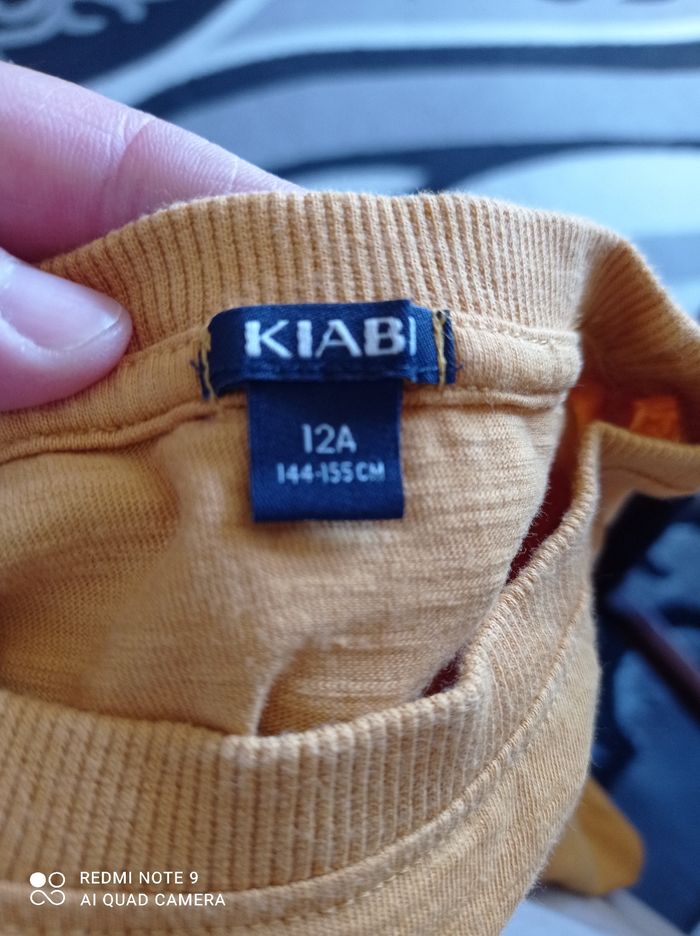 KIABI
12A
144-155 CM
REDMI NOTE 9
AI QUAD CAMERA